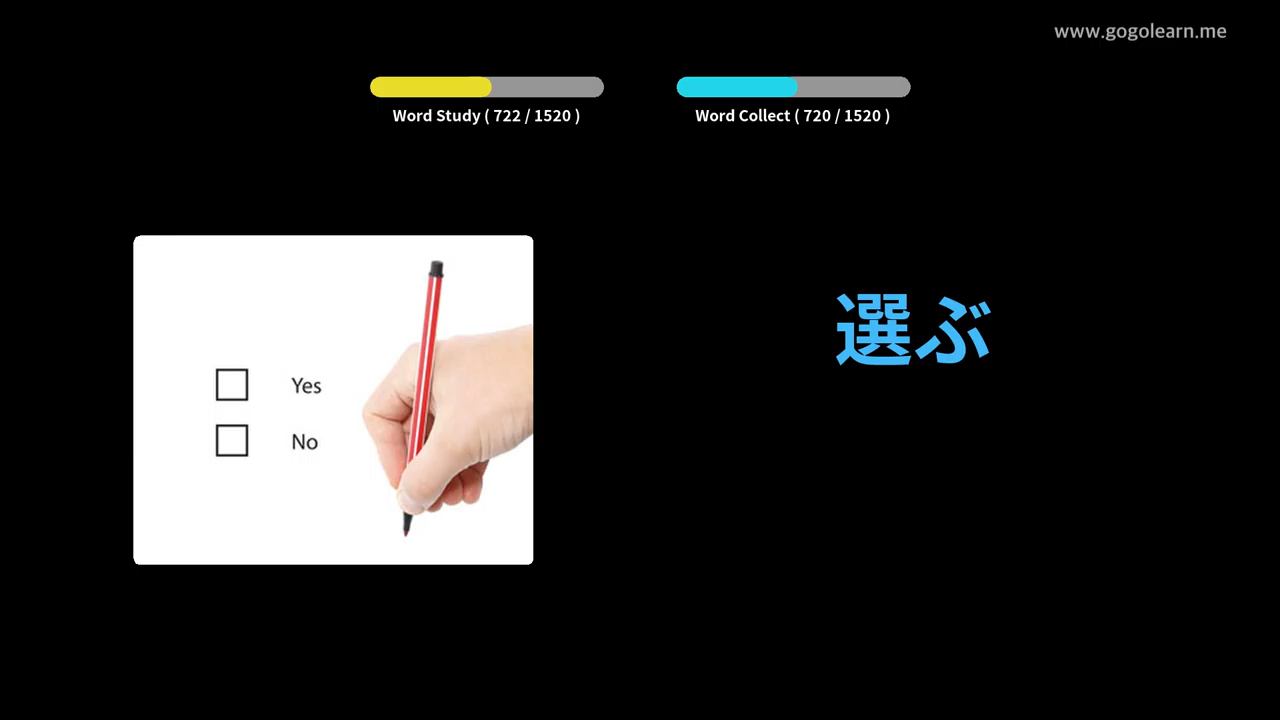 www.gogolearn.me
Word Study ( 722 / 1520 )
Word Collect ( 720 / 1520 )
Yes
No
選ぶ